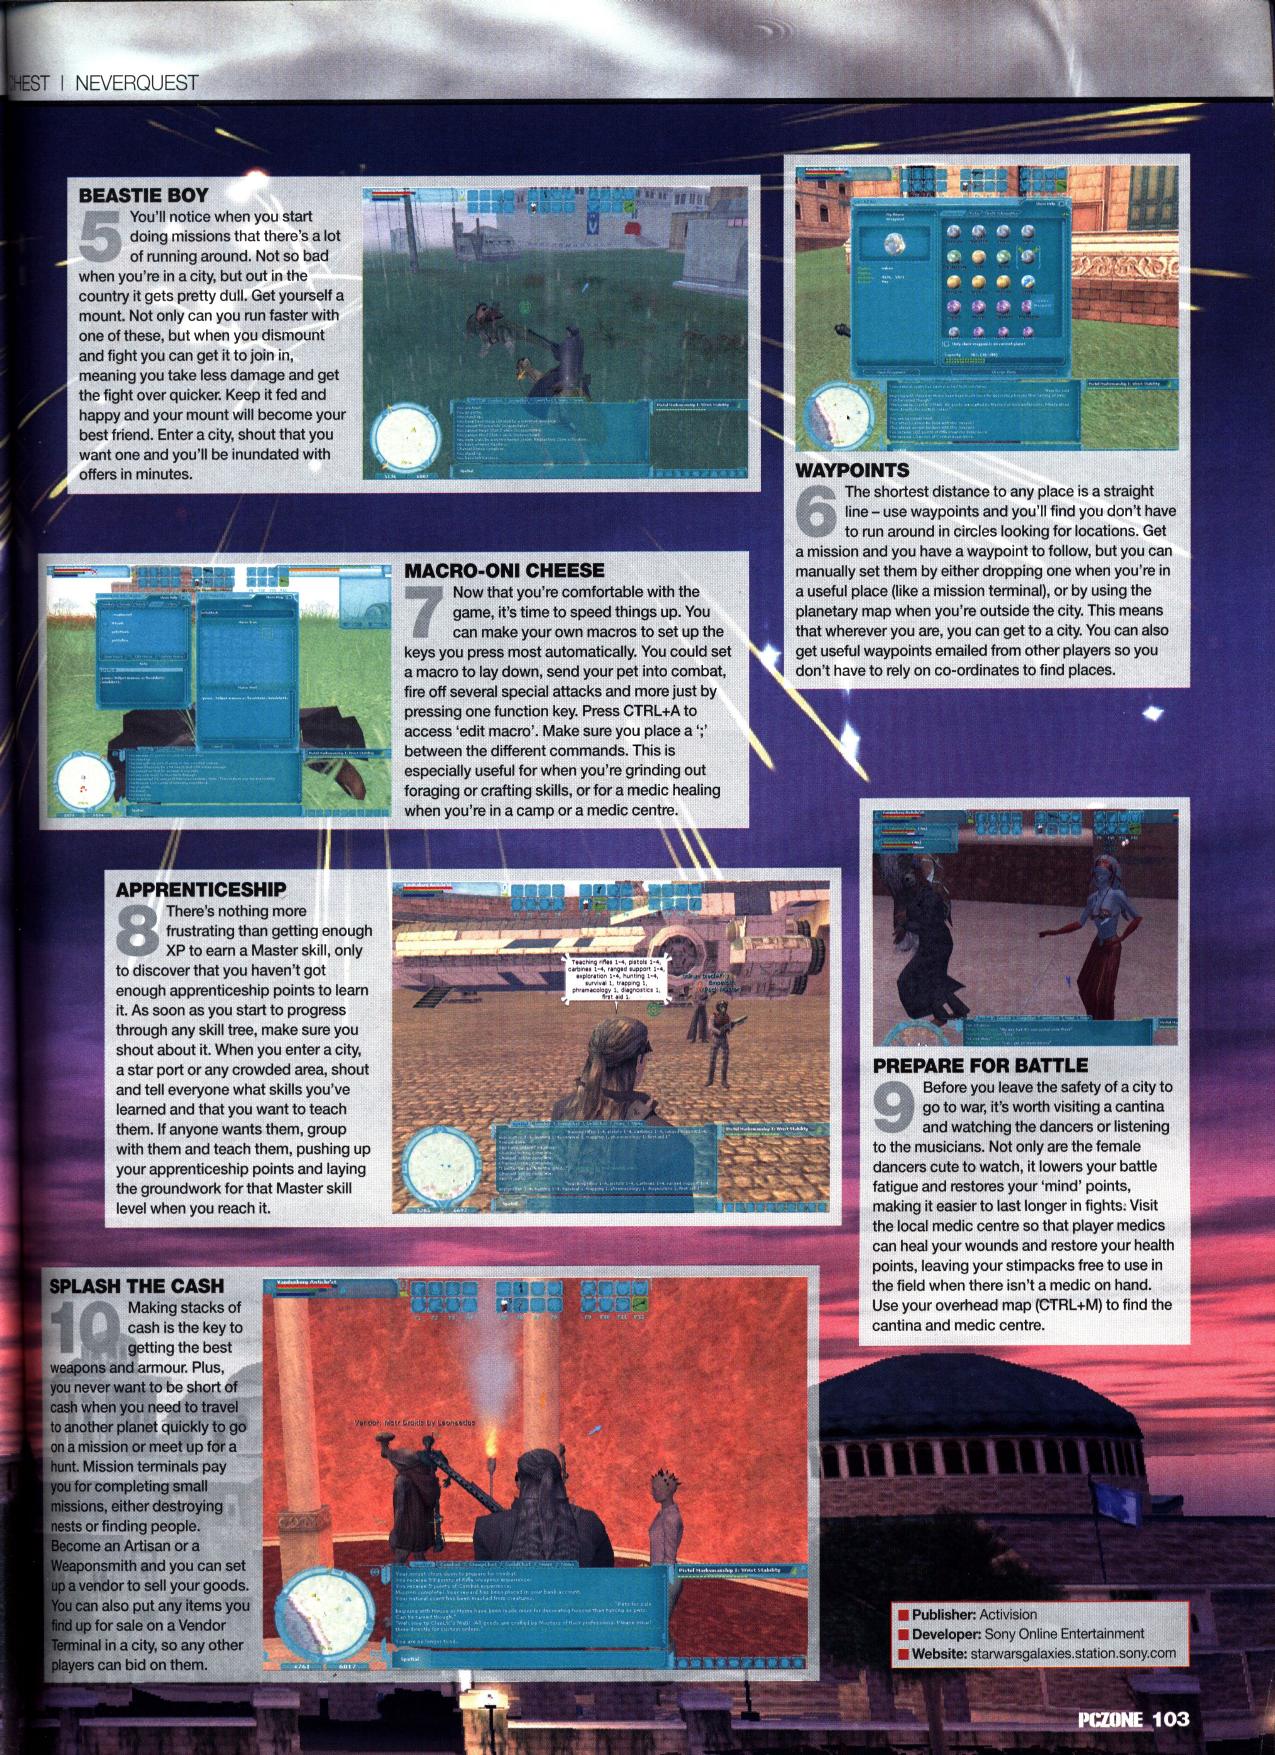 CHEST | NEVERQUEST
BEASTIE BOY
5 You'll notice when you start
doing missions that there's a lot
of running around. Not so bad
when you're in a city, but out in the
country it gets pretty dull. Get yourself a
mount. Not only can you run faster with
one of these, but when you dismount
and fight you can get it to join in,
meaning you take less damage and get
the fight over quicker. Keep it fed and
happy and your mount will become your
best friend. Enter a city, shout that you
want one and you'll be inundated with
offers in minutes.
WAYPOINTS
6 The shortest distance to any place is a straight
line – use waypoints and you'll find you don't have
to run around in circles looking for locations. Get
a mission and you have a waypoint to follow, but you can
manually set them by either dropping one when you're in
a useful place (like a mission terminal), or by using the
planetary map when you're outside the city. This means
that wherever you are, you can get to a city. You can also
get useful waypoints emailed from other players so you
don't have to rely on co-ordinates to find places.
MACRO-ONI CHEESE
7 Now that you're comfortable with the
game, it's time to speed things up. You
can make your own macros to set up the
keys you press most automatically. You could set
a macro to lay down, send your pet into combat,
fire off several special attacks and more just by
pressing one function key. Press CTRL+A to
access 'edit macro'. Make sure you place a ';'
between the different commands. This is
especially useful for when you're grinding out
foraging or crafting skills, or for a medic healing
when you're in a camp or a medic centre.
APPRENTICESHIP
8 There's nothing more
frustrating than getting enough
XP to earn a Master skill, only
to discover that you haven't got
enough apprenticeship points to learn
it. As soon as you start to progress
through any skill tree, make sure you
shout about it. When you enter a city,
a star port or any crowded area, shout
and tell everyone what skills you've
learned and that you want to teach
them. If anyone wants them, group
with them and teach them, pushing up
your apprenticeship points and laying
the groundwork for that Master skill
level when you reach it.
Teaching rifles 1-4, pistols 1-4,
carbines 1-4, ranged support 1-4,
exploration 1-4, hunting 1-4,
survival 1, trapping 1,
phramacology 1, diagnostics 1,
first aid 1.
PREPARE FOR BATTLE
9 Before you leave the safety of a city to
go to war, it's worth visiting a cantina
and watching the dancers or listening
to the musicians. Not only are the female
dancers cute to watch, it lowers your battle
fatigue and restores your 'mind' points,
making it easier to last longer in fights. Visit
the local medic centre so that player medics
can heal your wounds and restore your health
points, leaving your stimpacks free to use in
the field when there isn't a medic on hand.
Use your overhead map (CTRL+M) to find the
cantina and medic centre.
SPLASH THE CASH
10 Making stacks of
cash is the key to
getting the best
weapons and armour. Plus,
you never want to be short of
cash when you need to travel
to another planet quickly to go
on a mission or meet up for a
hunt. Mission terminals pay
you for completing small
missions, either destroying
nests or finding people.
Become an Artisan or a
Weaponsmith and you can set
up a vendor to sell your goods.
You can also put any items you
find up for sale on a Vendor
Terminal in a city, so any other
players can bid on them.
Pistol Marksmanship I: Wrist Stability
Spatial
Publisher: Activision
Developer: Sony Online Entertainment
Website: starwarsgalaxies.station.sony.com
PCZONE 103